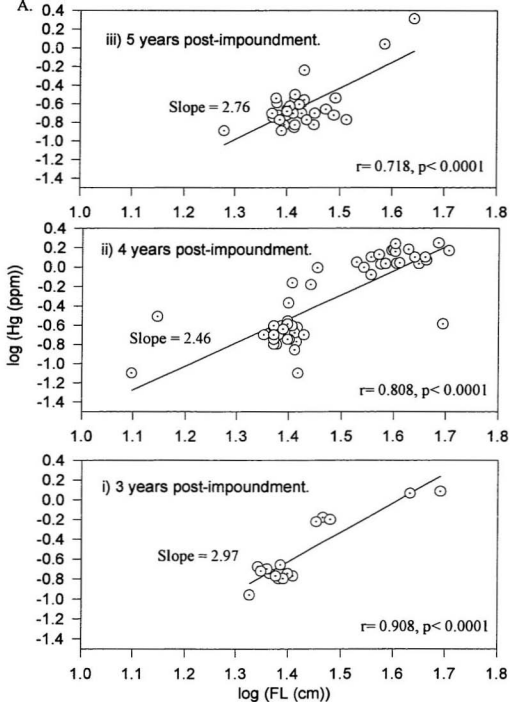 A.
0.4
iii) 5 years post-impoundment.
0.2
0.0
-0.2
-0.4
-0.6
Slope = 2.76
-0.8
-1.0
-1.2
r= 0.718, p< 0.0001
-1.4
1.0 1.1 1.2 1.3 1.4 1.5 1.6 1.7 1.8
log (Hg (ppm))
0.4
ii) 4 years post-impoundment.
0.2
0.0
-0.2
-0.4
-0.6
Slope = 2.46
-0.8
-1.0
-1.2
r= 0.808, p< 0.0001
-1.4
1.0 1.1 1.2 1.3 1.4 1.5 1.6 1.7 1.8
0.4
i) 3 years post-impoundment.
0.2
0.0
-0.2
-0.4
-0.6
Slope = 2.97
-0.8
-1.0
-1.2
r= 0.908, p< 0.0001
-1.4
1.0 1.1 1.2 1.3 1.4 1.5 1.6 1.7 1.8
log (FL (cm))